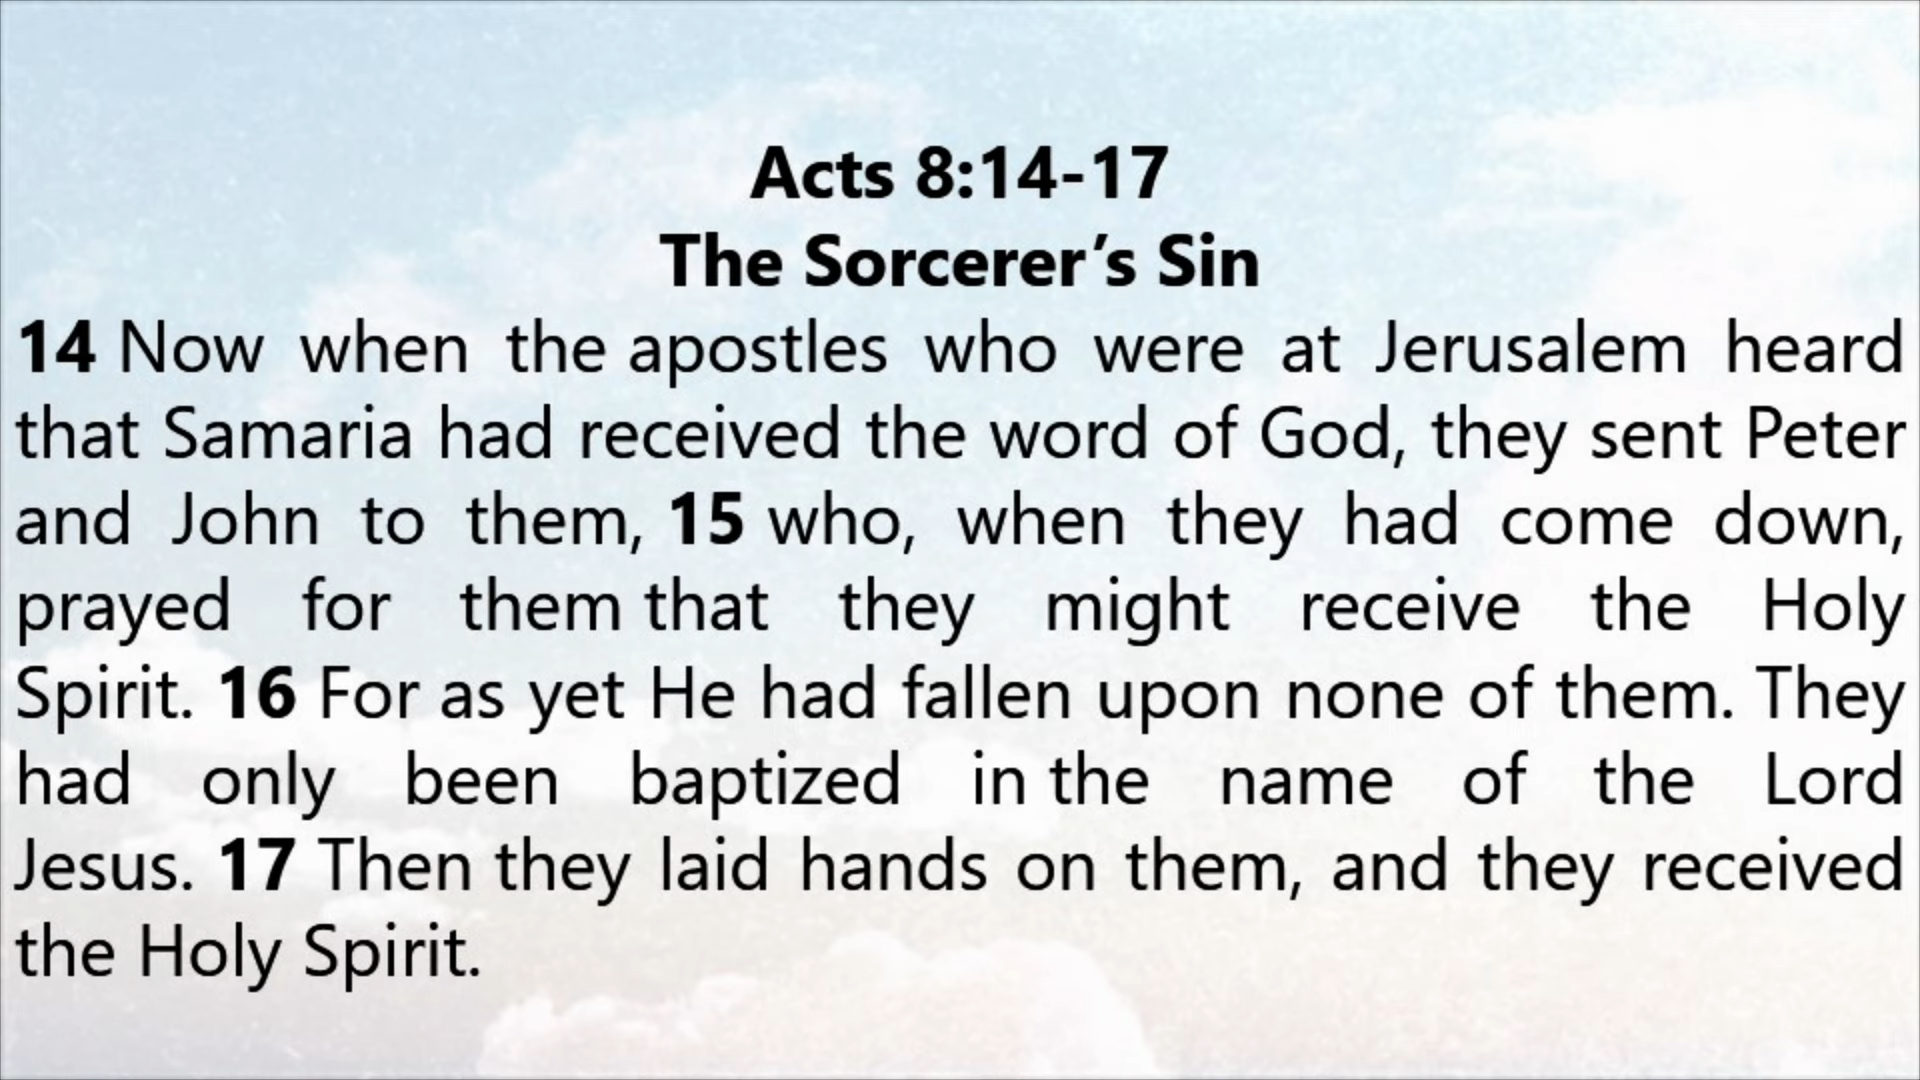 Acts 8:14-17
The Sorcerer’s Sin
14 Now when the apostles who were at Jerusalem heard
that Samaria had received the word of God, they sent Peter
and John to them, 15 who, when they had come down,
prayed for them that they might receive the Holy
Spirit. 16 For as yet He had fallen upon none of them. They
had only been baptized in the name of the Lord
Jesus. 17 Then they laid hands on them, and they received
the Holy Spirit.